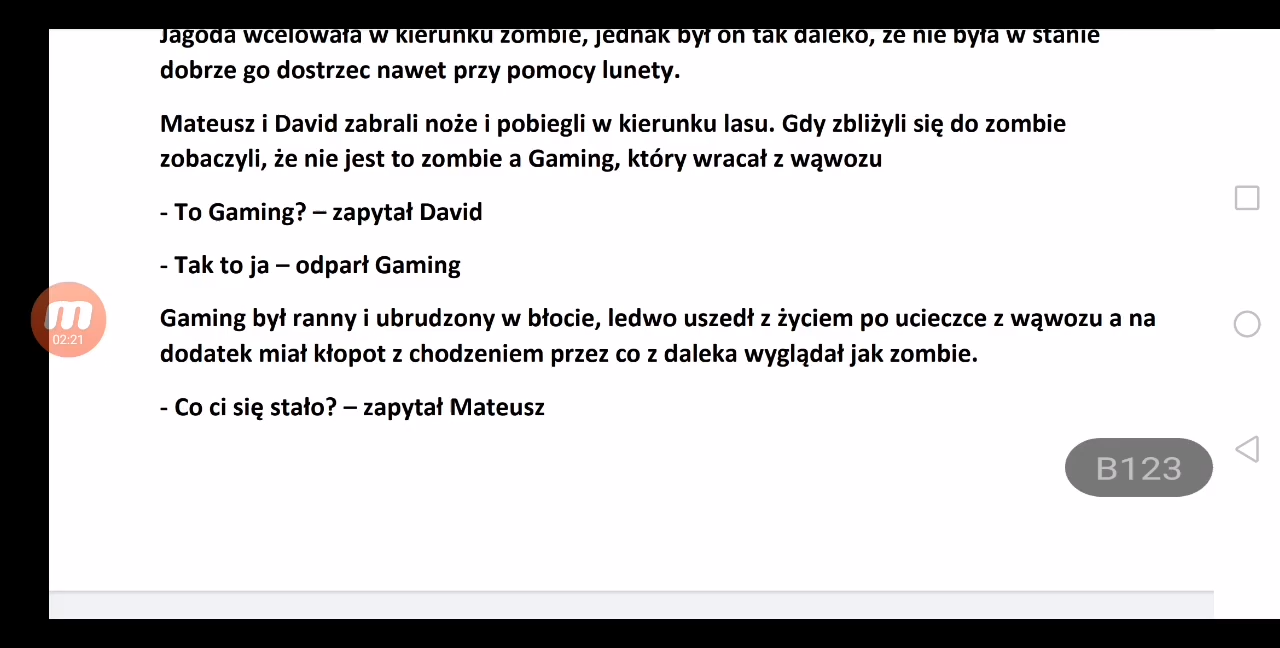 Jagoda wcelowała w kierunku zombie, jednak był on tak daleko, że nie była w stanie
dobrze go dostrzec nawet przy pomocy lunety.
Mateusz i David zabrali noże i pobiegli w kierunku lasu. Gdy zbliżyli się do zombie
zobaczyli, że nie jest to zombie a Gaming, który wracał z wąwozu
- To Gaming? – zapytał David
- Tak to ja – odparł Gaming
Gaming był ranny i ubrudzony w błocie, ledwo uszedł z życiem po ucieczce z wąwozu a na
dodatek miał kłopot z chodzeniem przez co z daleka wyglądał jak zombie.
- Co ci się stało? – zapytał Mateusz
m
02:21
B123